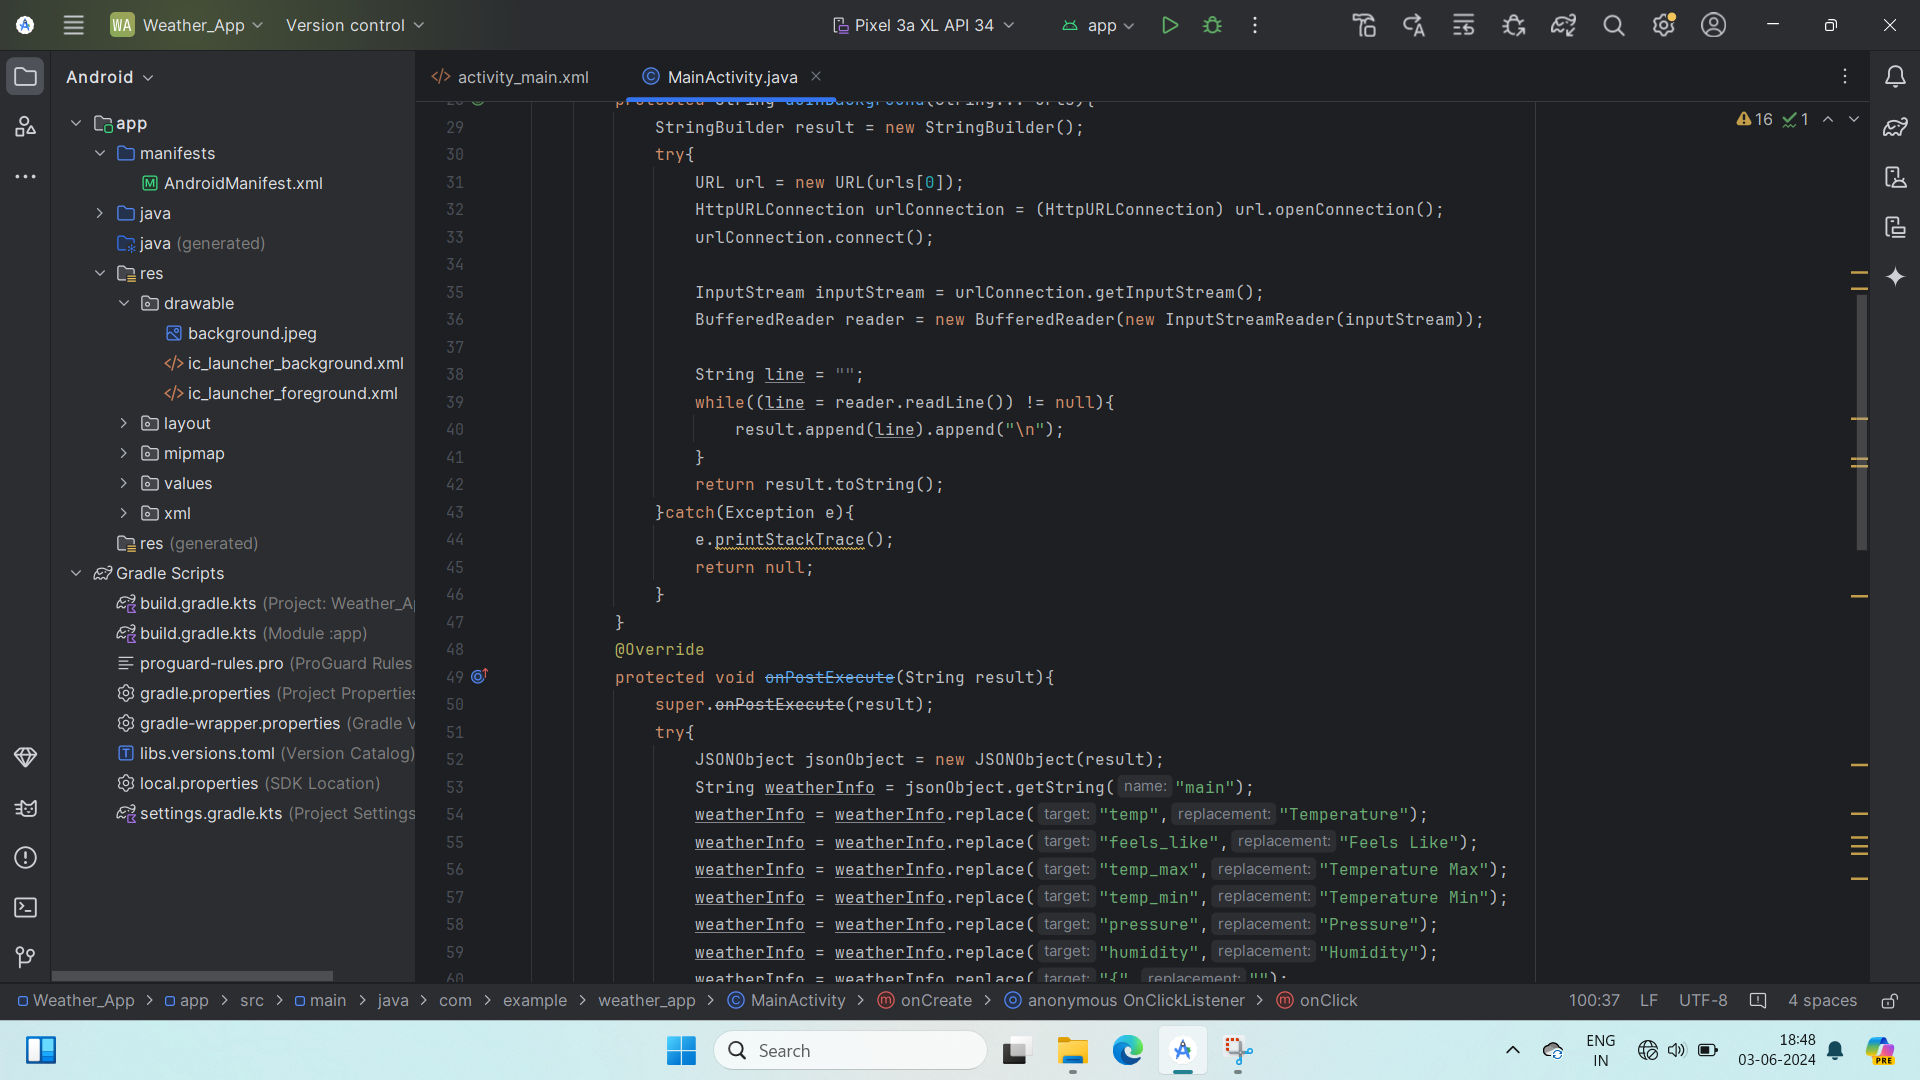 WA Weather_App Version control Pixel 3a XL API 34 app
Android
activity_main.xml MainActivity.java
app
manifests
AndroidManifest.xml
java
java (generated)
res
drawable
background.jpeg
ic_launcher_background.xml
ic_launcher_foreground.xml
layout
mipmap
values
xml
res (generated)
Gradle Scripts
build.gradle.kts (Project: Weather_A
build.gradle.kts (Module :app)
proguard-rules.pro (ProGuard Rules
gradle.properties (Project Properties
gradle-wrapper.properties (Gradle V
libs.versions.toml (Version Catalog)
local.properties (SDK Location)
settings.gradle.kts (Project Settings
16 1
28 protected String doInBackground(String... urls){
29 StringBuilder result = new StringBuilder();
30 try{
31 URL url = new URL(urls[0]);
32 HttpURLConnection urlConnection = (HttpURLConnection) url.openConnection();
33 urlConnection.connect();
34
35 InputStream inputStream = urlConnection.getInputStream();
36 BufferedReader reader = new BufferedReader(new InputStreamReader(inputStream));
37
38 String line = "";
39 while((line = reader.readLine()) != null){
40 result.append(line).append("\n");
41 }
42 return result.toString();
43 }catch(Exception e){
44 e.printStackTrace();
45 return null;
46 }
47 }
48 @Override
49 protected void onPostExecute(String result){
50 super.onPostExecute(result);
51 try{
52 JSONObject jsonObject = new JSONObject(result);
53 String weatherInfo = jsonObject.getString( name: "main");
54 weatherInfo = weatherInfo.replace( target: "temp", replacement: "Temperature");
55 weatherInfo = weatherInfo.replace( target: "feels_like", replacement: "Feels Like");
56 weatherInfo = weatherInfo.replace( target: "temp_max", replacement: "Temperature Max");
57 weatherInfo = weatherInfo.replace( target: "temp_min", replacement: "Temperature Min");
58 weatherInfo = weatherInfo.replace( target: "pressure", replacement: "Pressure");
59 weatherInfo = weatherInfo.replace( target: "humidity", replacement: "Humidity");
60 weatherInfo = weatherInfo.replace( target: "{", replacement: "");
Weather_App > app > src > main > java > com > example > weather_app > MainActivity > onCreate > anonymous OnClickListener > onClick 100:37 LF UTF-8 4 spaces
Search
ENG
IN
18:48
03-06-2024
PRE